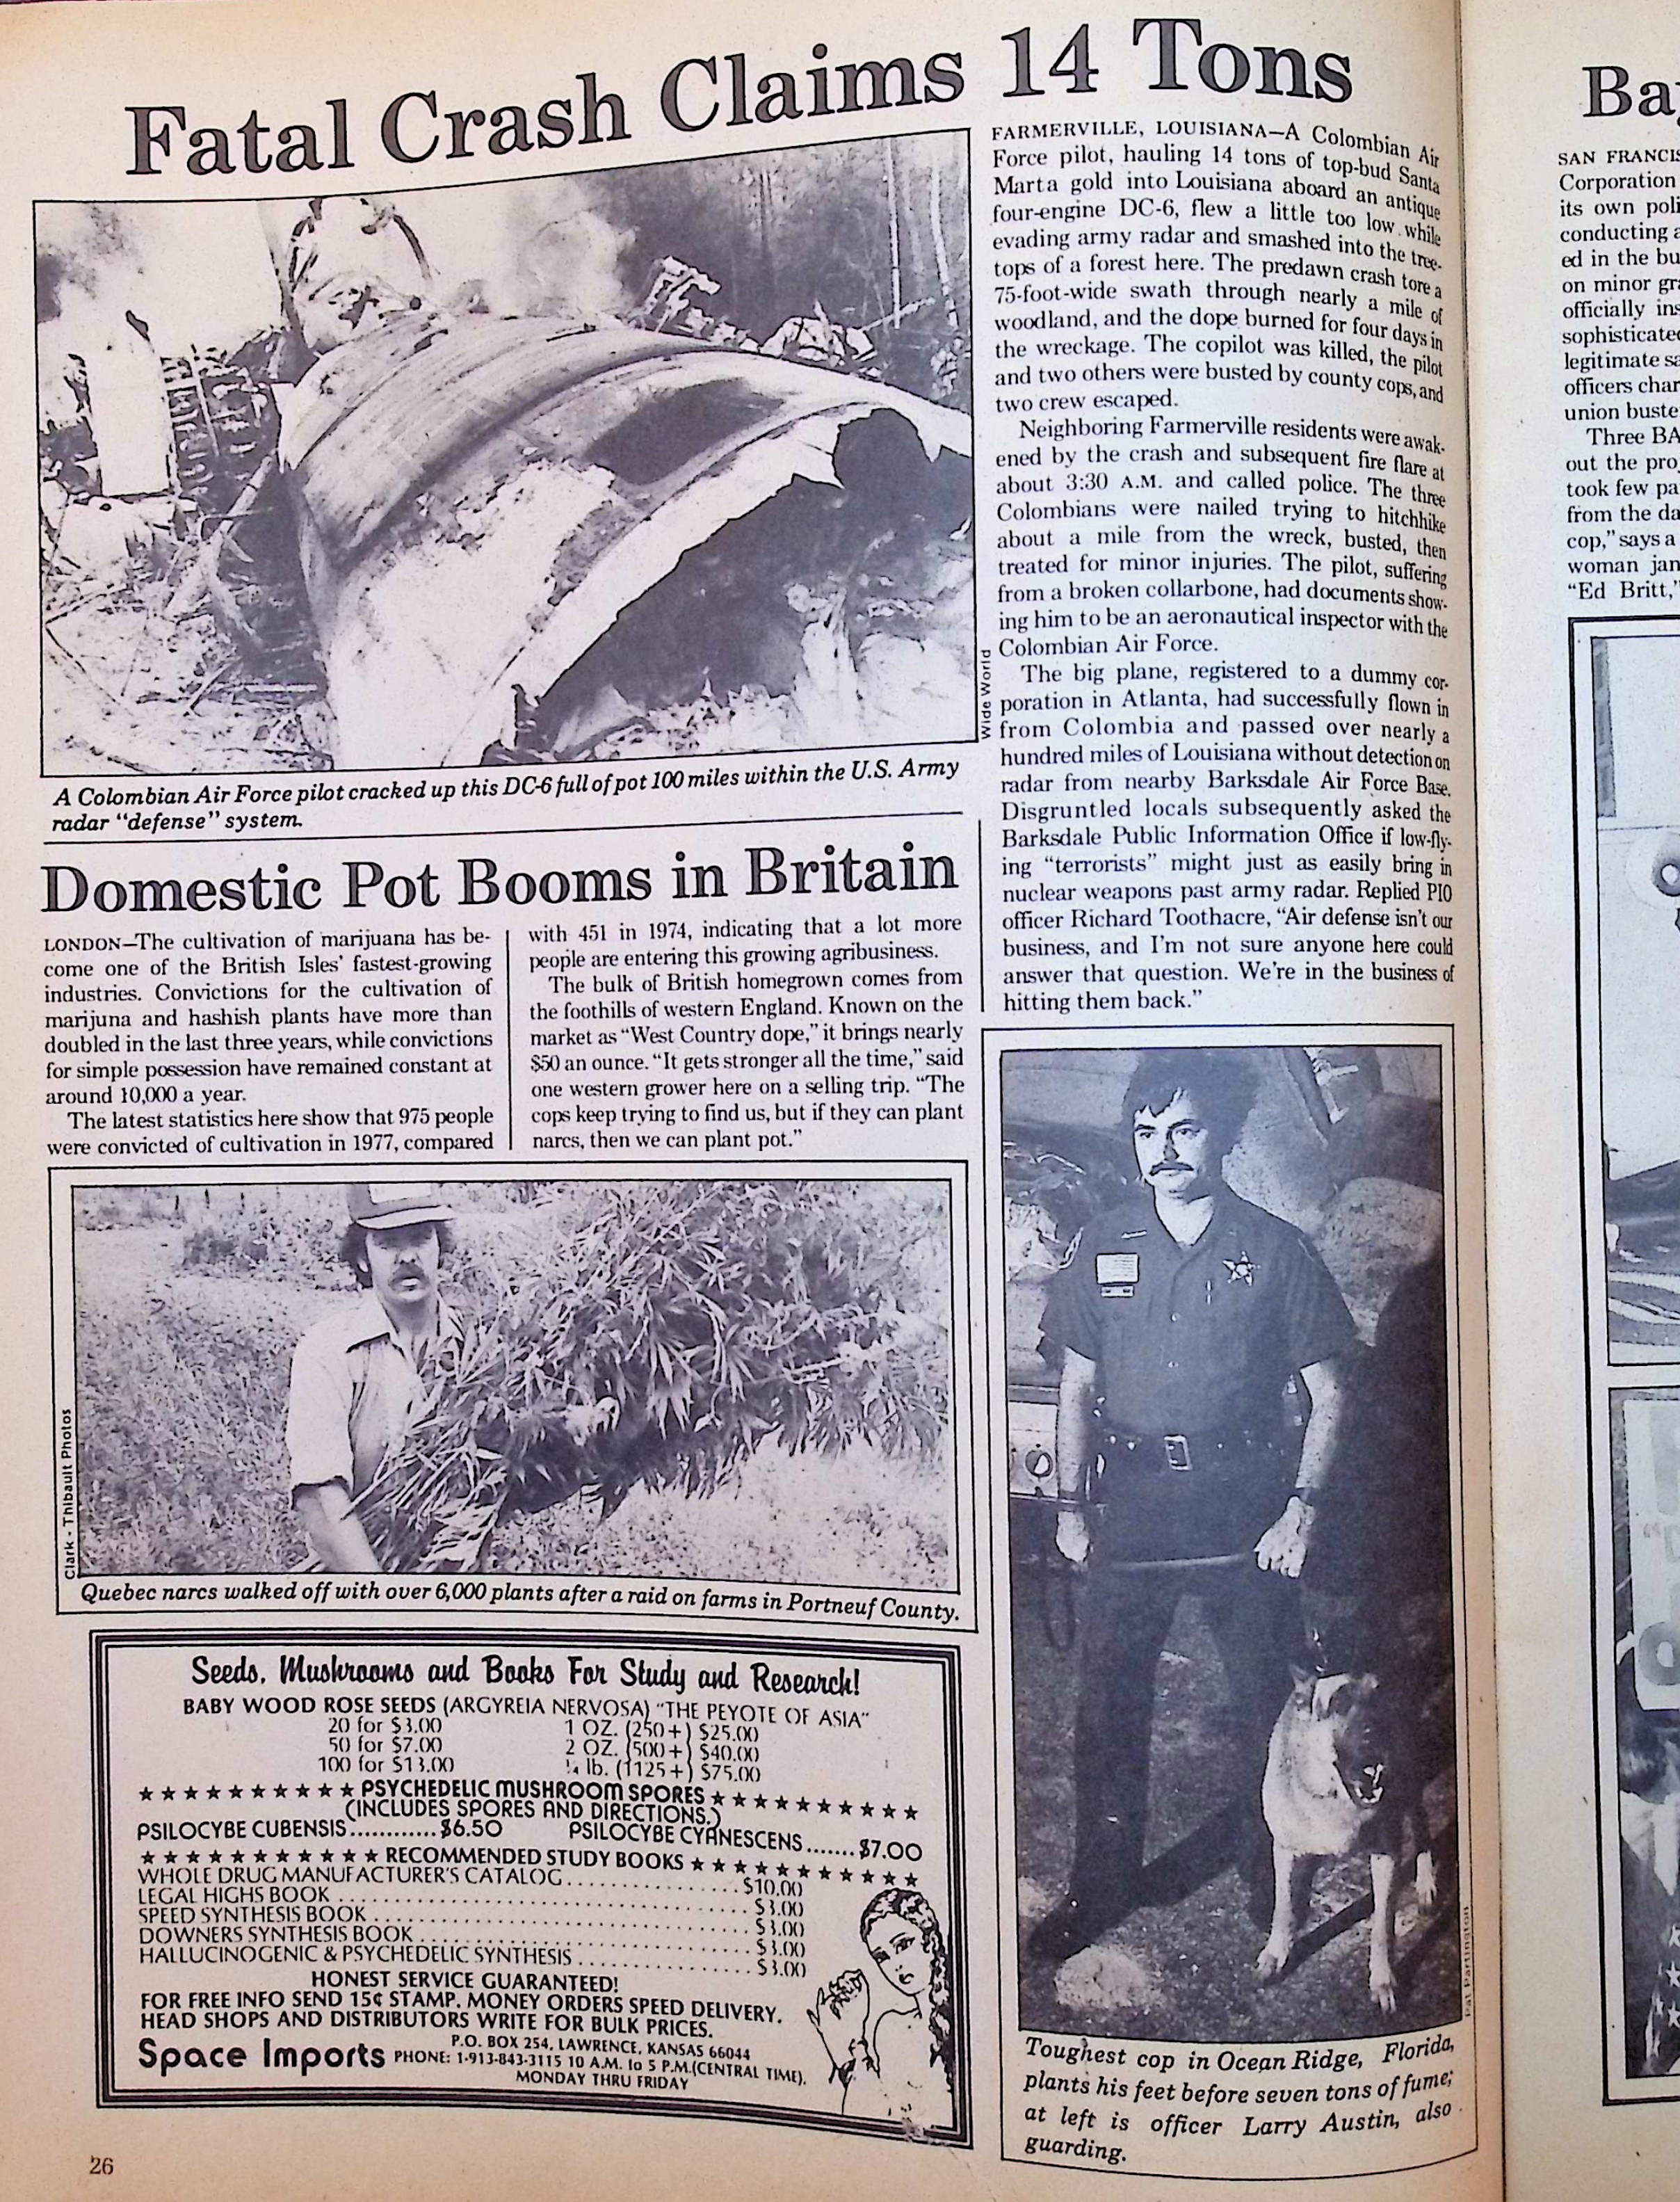 Fatal Crash Claims 14 Tons
Wide World
A Colombian Air Force pilot cracked up this DC-6 full of pot 100 miles within the U.S. Army
radar “defense” system.
FARMERVILLE, LOUISIANA—A Colombian Air
Force pilot, hauling 14 tons of top-bud Santa
Marta gold into Louisiana aboard an antique
four-engine DC-6, flew a little too low while
evading army radar and smashed into the tree-
tops of a forest here. The predawn crash tore a
75-foot-wide swath through nearly a mile of
woodland, and the dope burned for four days in
the wreckage. The copilot was killed, the pilot
and two others were busted by county cops, and
two crew escaped.
Neighboring Farmerville residents were awak-
ened by the crash and subsequent fire flare at
about 3:30 A.M. and called police. The three
Colombians were nailed trying to hitchhike
about a mile from the wreck, busted, then
treated for minor injuries. The pilot, suffering
from a broken collarbone, had documents show-
ing him to be an aeronautical inspector with the
Colombian Air Force.
The big plane, registered to a dummy cor-
poration in Atlanta, had successfully flown in
from Colombia and passed over nearly a
hundred miles of Louisiana without detection on
radar from nearby Barksdale Air Force Base.
Disgruntled locals subsequently asked the
Barksdale Public Information Office if low-fly-
ing “terrorists” might just as easily bring in
nuclear weapons past army radar. Replied PIO
officer Richard Toothacre, “Air defense isn’t our
business, and I’m not sure anyone here could
answer that question. We’re in the business of
hitting them back.”
Domestic Pot Booms in Britain
LONDON—The cultivation of marijuana has be-
come one of the British Isles’ fastest-growing
industries. Convictions for the cultivation of
marijuna and hashish plants have more than
doubled in the last three years, while convictions
for simple possession have remained constant at
around 10,000 a year.
The latest statistics here show that 975 people
were convicted of cultivation in 1977, compared
with 451 in 1974, indicating that a lot more
people are entering this growing agribusiness.
The bulk of British homegrown comes from
the foothills of western England. Known on the
market as “West Country dope,” it brings nearly
$50 an ounce. “It gets stronger all the time,” said
one western grower here on a selling trip. “The
cops keep trying to find us, but if they can plant
narcs, then we can plant pot.”
Clark - Thibault Photos
Quebec narcs walked off with over 6,000 plants after a raid on farms in Portneuf County.
Seeds, Mushrooms and Books For Study and Research!
BABY WOOD ROSE SEEDS (ARGYREIA NERVOSA) “THE PEYOTE OF ASIA”
20 for $3.00 1 OZ. (250+) $25.00
50 for $7.00 2 OZ. (500+) $40.00
100 for $13.00 ¼ lb. (1125+) $75.00
★★★★★★★★★★ PSYCHEDELIC MUSHROOM SPORES ★★★★★★★★★★
(INCLUDES SPORES AND DIRECTIONS.)
PSILOCYBE CUBENSIS............$6.50 PSILOCYBE CYANESCENS.......$7.00
★★★★★★★★★★★ RECOMMENDED STUDY BOOKS ★★★★★★★★★★★
WHOLE DRUG MANUFACTURER’S CATALOG................$10.00
LEGAL HIGHS BOOK................$3.00
SPEED SYNTHESIS BOOK................$3.00
DOWNERS SYNTHESIS BOOK................$3.00
HALLUCINOGENIC & PSYCHEDELIC SYNTHESIS................$3.00
HONEST SERVICE GUARANTEED!
FOR FREE INFO SEND 15¢ STAMP. MONEY ORDERS SPEED DELIVERY.
HEAD SHOPS AND DISTRIBUTORS WRITE FOR BULK PRICES.
Space Imports
P.O. BOX 254, LAWRENCE, KANSAS 66044
PHONE: 1-913-843-3115 10 A.M. to 5 P.M.(CENTRAL TIME).
MONDAY THRU FRIDAY
Pat Partington
Toughest cop in Ocean Ridge, Florida,
plants his feet before seven tons of fume;
at left is officer Larry Austin, also
guarding.
26
SAN
Corporation
its own
conducting
ed in the
on minor
officially
legitimate
officers
union
Three
out the
took few
from the
cop,” says a
woman
“Ed Britt,”